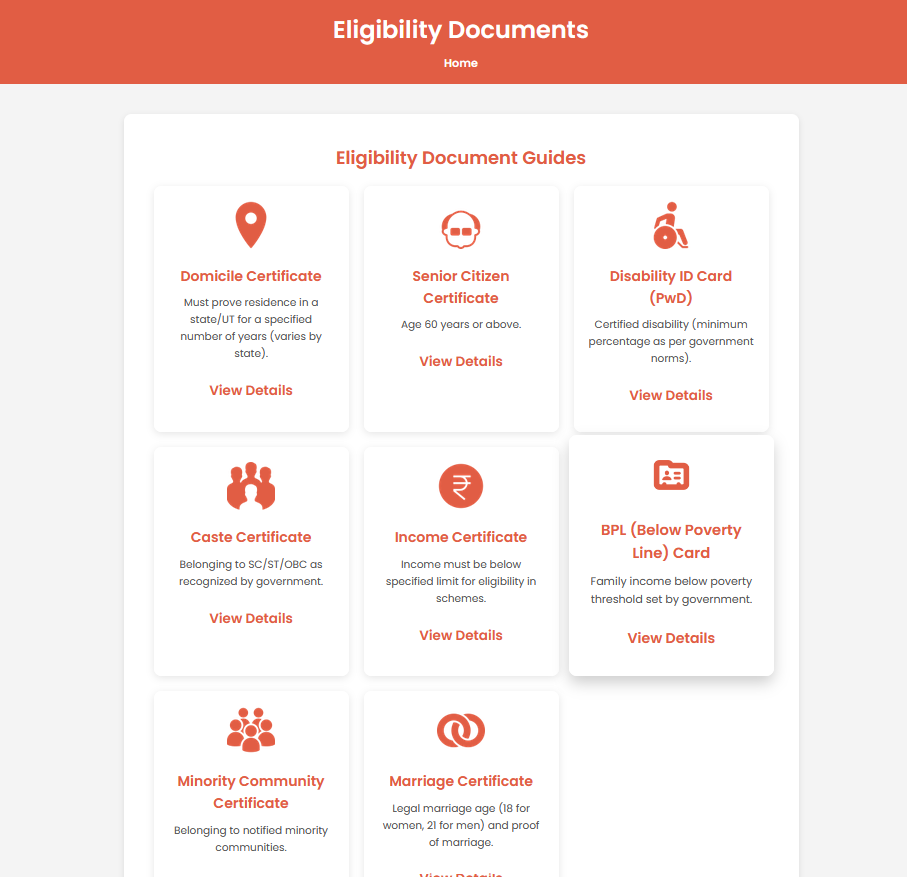 Eligibility Documents
Home
Eligibility Document Guides
Domicile Certificate
Must prove residence in a
state/UT for a specified
number of years (varies by
state).
View Details
Senior Citizen
Certificate
Age 60 years or above.
View Details
Disability ID Card
(PwD)
Certified disability (minimum
percentage as per government
norms).
View Details
Caste Certificate
Belonging to SC/ST/OBC as
recognized by government.
View Details
Income Certificate
Income must be below
specified limit for eligibility in
schemes.
View Details
BPL (Below Poverty
Line) Card
Family income below poverty
threshold set by government.
View Details
Minority Community
Certificate
Belonging to notified minority
communities.
Marriage Certificate
Legal marriage age (18 for
women, 21 for men) and proof
of marriage.
View Details